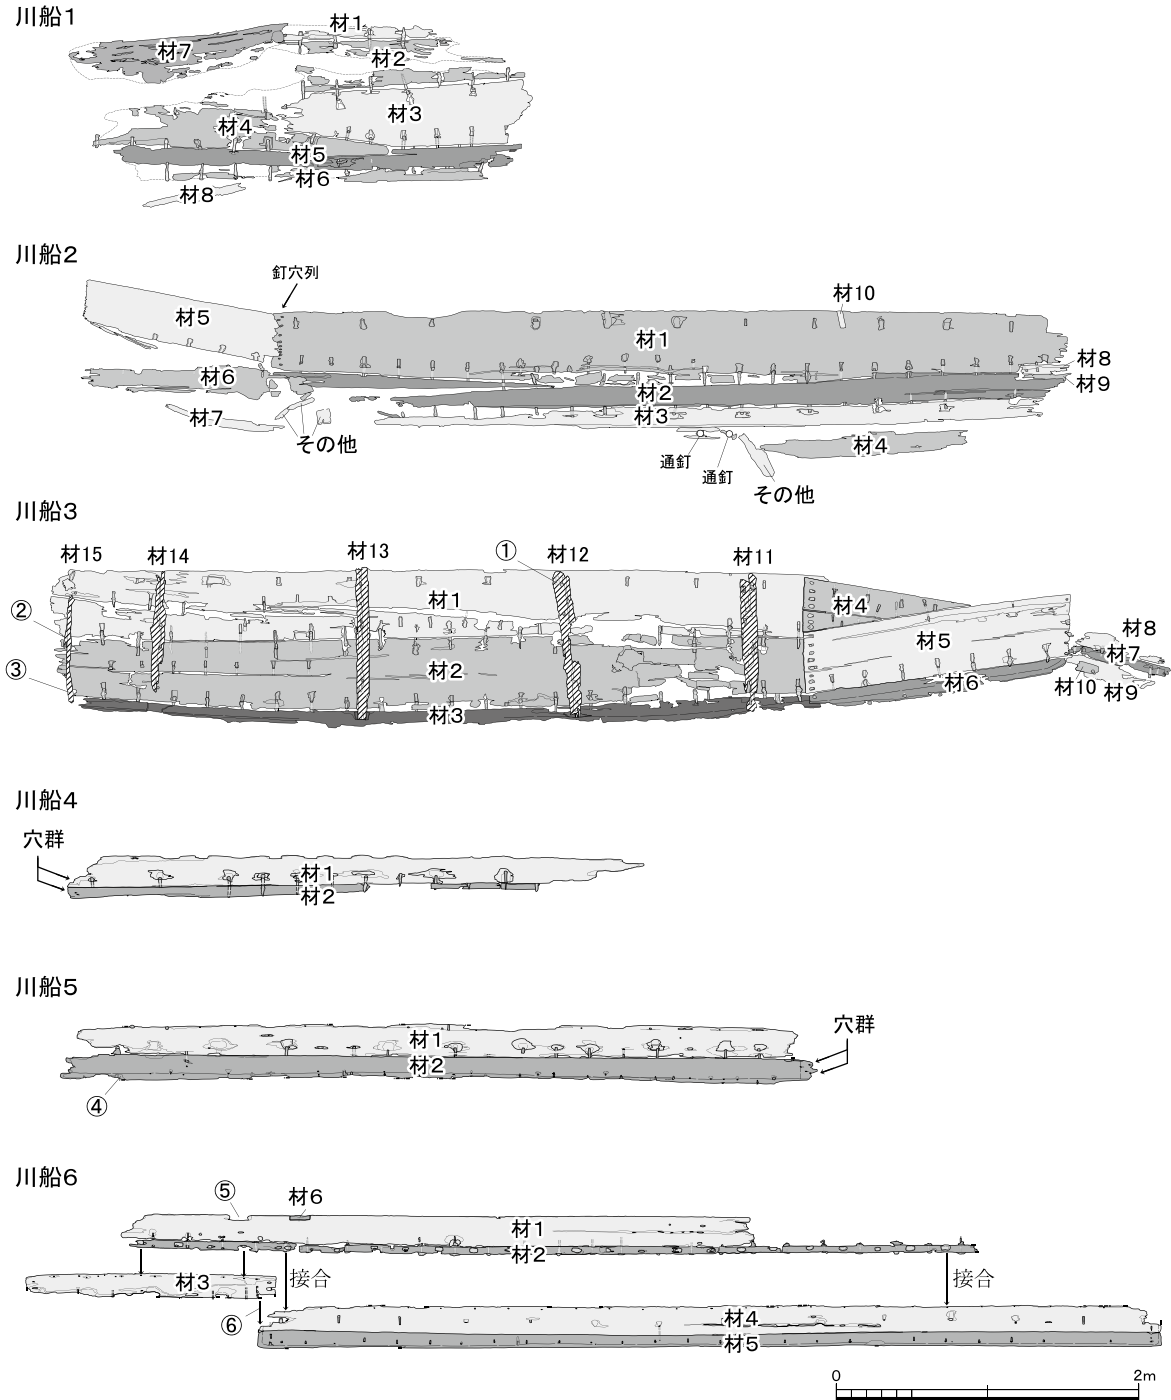 川船1
材1
材7
材2
材3
材4
材5
材6
材8
川船2
釘穴列
材10
材5
材1
材8
材6
材9
材2
材7
材3
その他
材4
通釘
通釘
その他
川船3
①
材15
材14
材13
材12
材11
材1
材4
②
材8
材5
材7
③
材2
材6
材10
材9
材3
川船4
穴群
材1
材2
川船5
穴群
材1
材2
④
川船6
⑤
材6
材1
材2
材3
接合
接合
⑥
材4
材5
0
2m